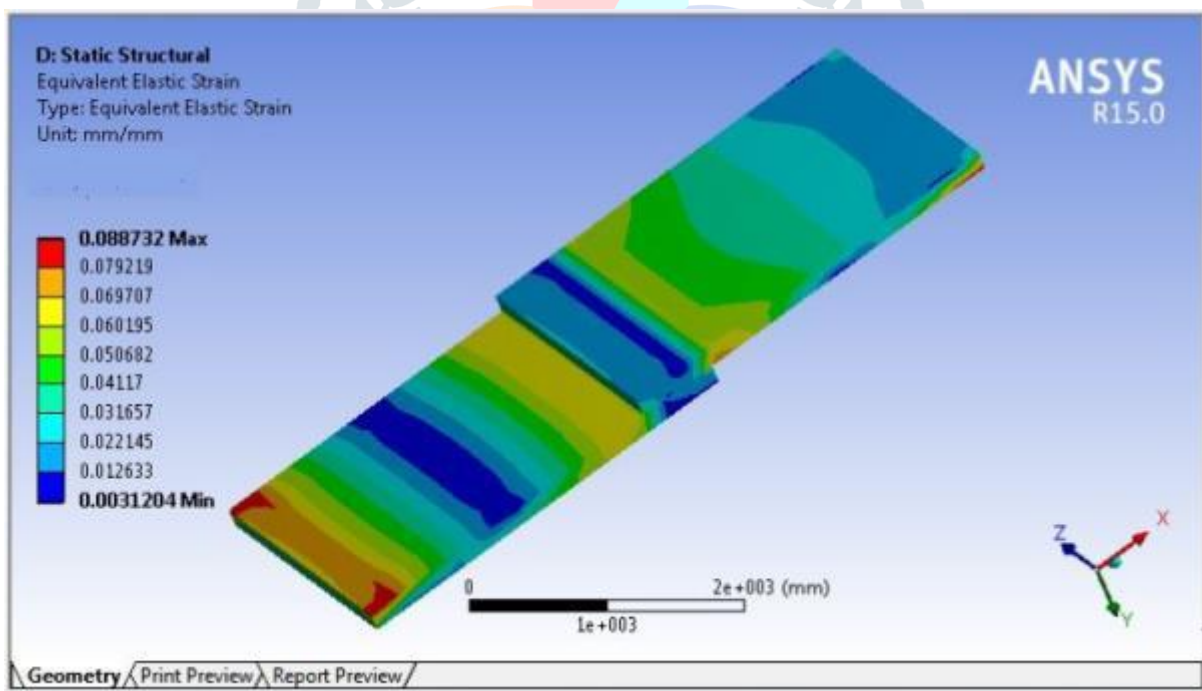 D: Static Structural
Equivalent Elastic Strain
Type: Equivalent Elastic Strain
Unit: mm/mm
ANSYS
R15.0
0.088732 Max
0.079219
0.069707
0.060195
0.050682
0.04117
0.031657
0.022145
0.012633
0.0031204 Min
0
2e+003 (mm)
1e+003
X
Z
Y
Geometry
Print Preview
Report Preview